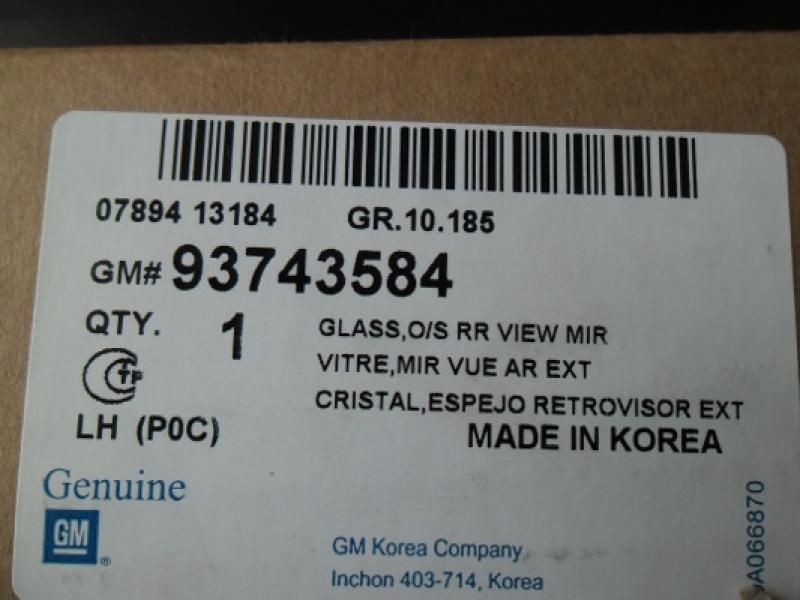 07894 13184 GR.10.185
GM# 93743584
QTY. 1 GLASS,O/S RR VIEW MIR
VITRE,MIR VUE AR EXT
CRISTAL,ESPEJO RETROVISOR EXT
LH (P0C) MADE IN KOREA
Genuine
GM
GM Korea Company
Inchon 403-714, Korea
A066870